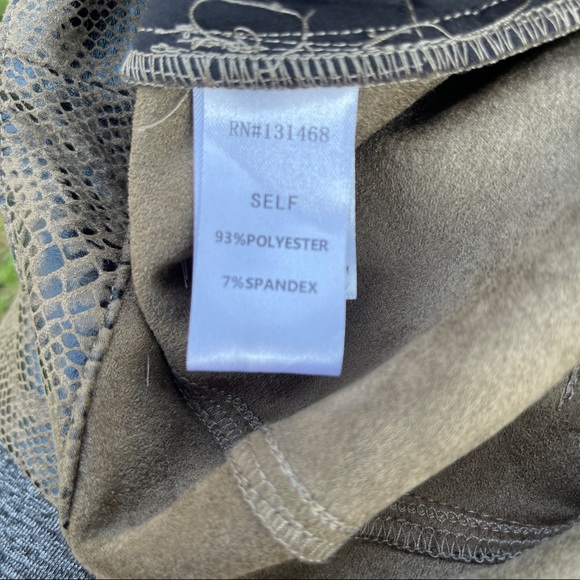 RN#131468
SELF
93%POLYESTER
7%SPANDEX